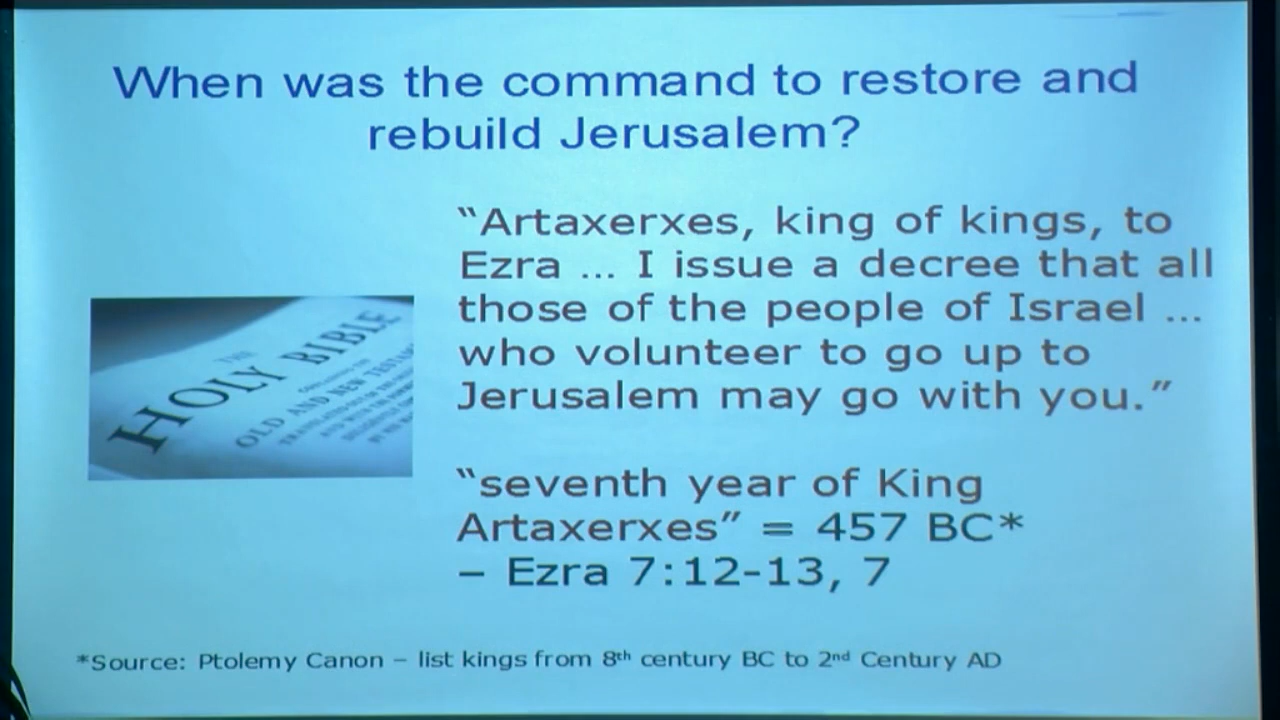 When was the command to restore and
rebuild Jerusalem?
“Artaxerxes, king of kings, to
Ezra ... I issue a decree that all
those of the people of Israel ...
who volunteer to go up to
Jerusalem may go with you.”
“seventh year of King
Artaxerxes” = 457 BC*
– Ezra 7:12-13, 7
THE
HOLY BIBLE
OLD AND NEW TESTAM
*Source: Ptolemy Canon – list kings from 8th century BC to 2nd Century AD